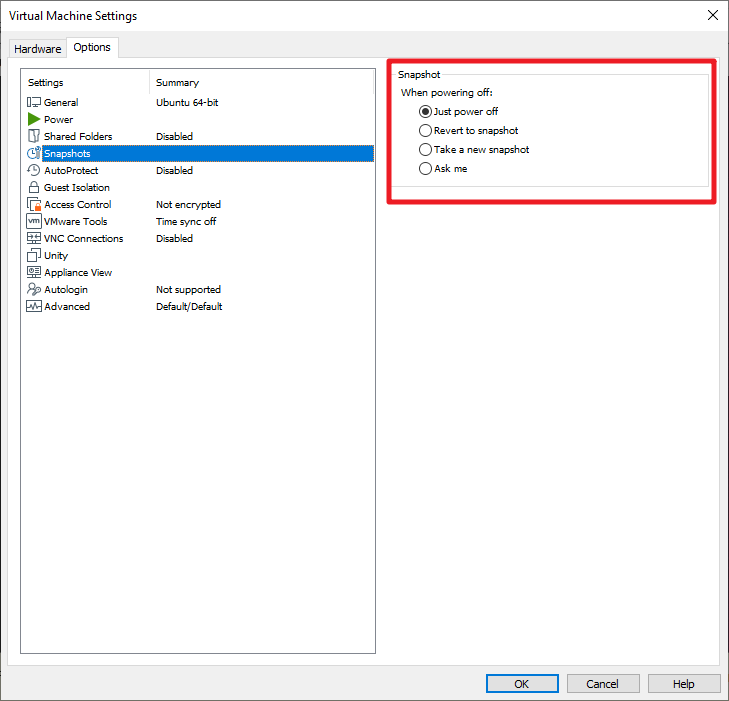 Virtual Machine Settings
Hardware Options
Settings Summary
General Ubuntu 64-bit
Power
Shared Folders Disabled
Snapshots
AutoProtect Disabled
Guest Isolation
Access Control Not encrypted
vm VMware Tools Time sync off
VNC Connections Disabled
Unity
Appliance View
Autologin Not supported
Advanced Default/Default
Snapshot
When powering off:
Just power off
Revert to snapshot
Take a new snapshot
Ask me
OK Cancel Help